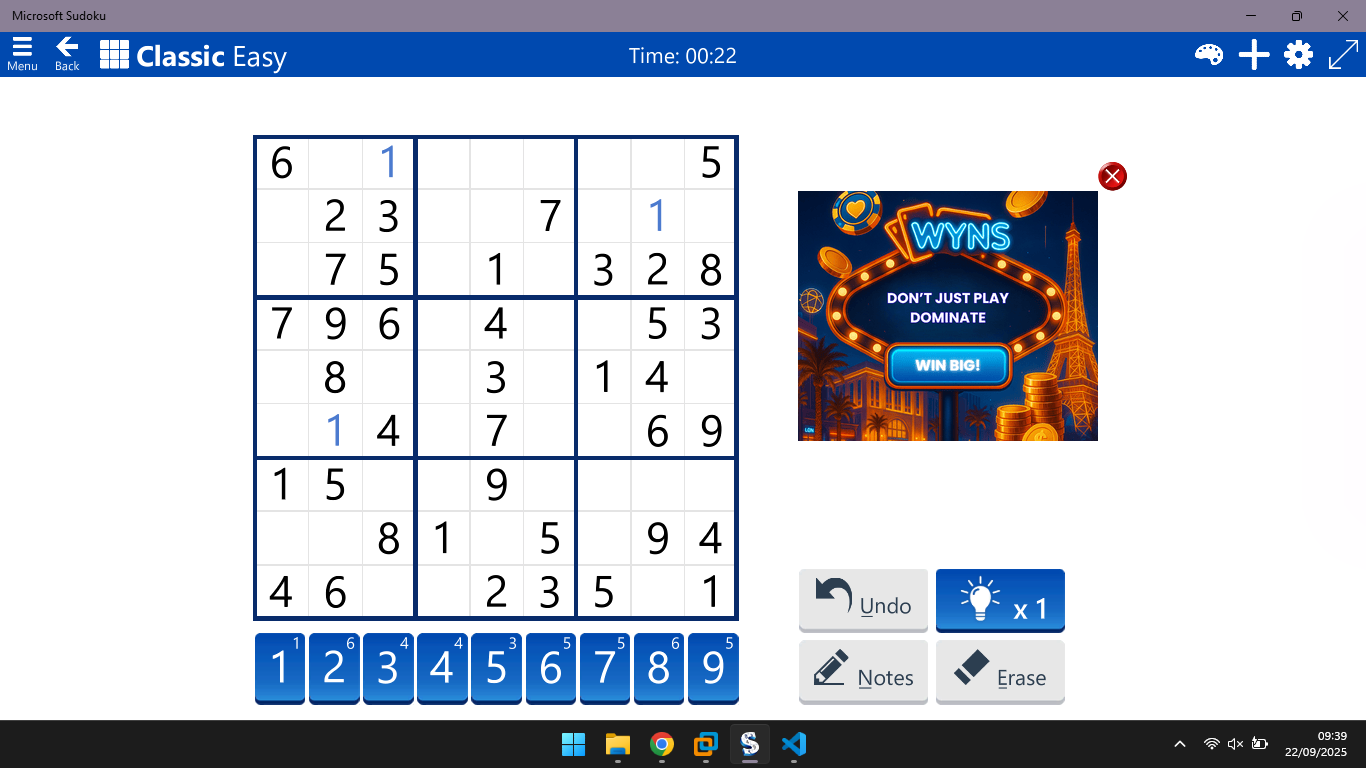 Microsoft Sudoku
Menu
Back
Classic Easy
Time: 00:22
6 1 5
2 3 7 1
7 5 1 3 2 8
7 9 6 4 5 3
8 3 1 4
1 4 7 6 9
1 5 9
8 1 5 9 4
4 6 2 3 5 1
1 1
2 6
3 4
4 4
5 3
6 5
7 5
8 6
9 5
WYNS
DON’T JUST PLAY
DOMINATE
WIN BIG!
Undo
x 1
Notes
Erase
09:39
22/09/2025